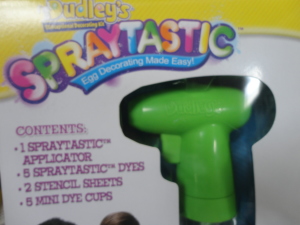 Dudley's
SPRAYTASTIC™
Egg Decorating Made Easy!
CONTENTS:
• 1 SPRAYTASTIC™
APPLICATOR
• 5 SPRAYTASTIC™ DYES
• 2 STENCIL SHEETS
• 5 MINI DYE CUPS